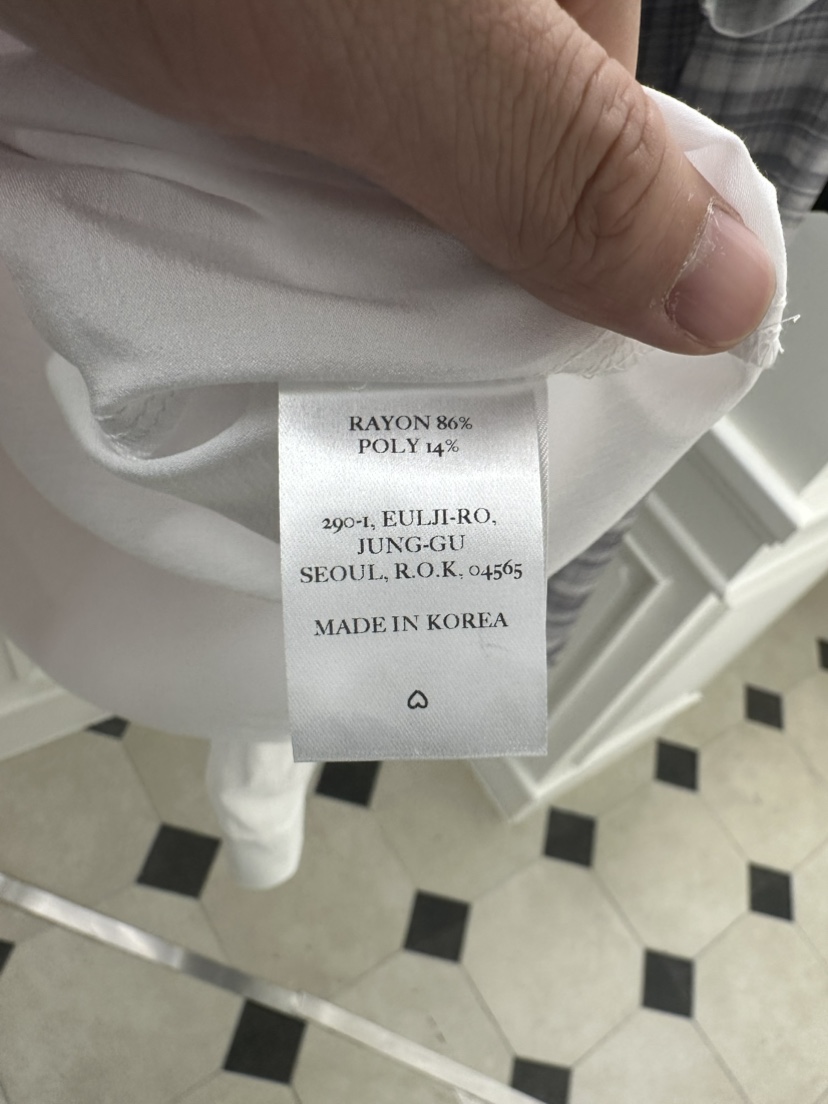 RAYON 86%
POLY 14%
290-1, EULJI-RO,
JUNG-GU
SEOUL, R.O.K, 04565
MADE IN KOREA